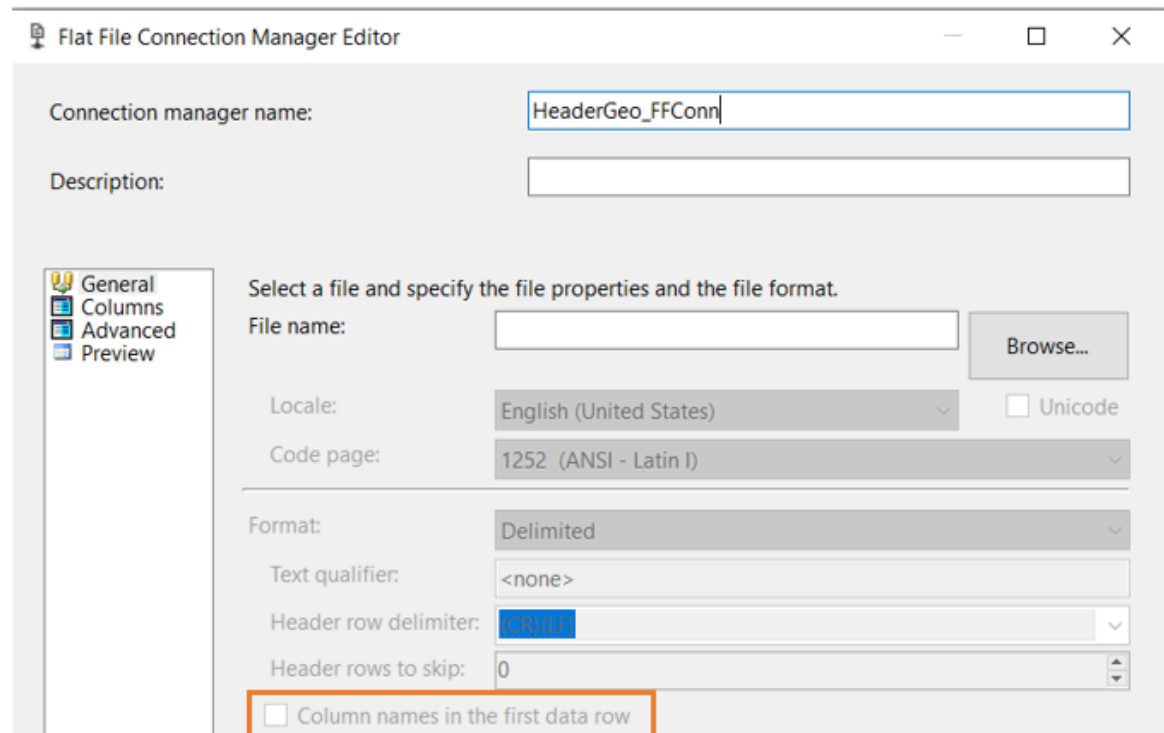 Flat File Connection Manager Editor
Connection manager name: HeaderGeo_FFConn
Description:
General
Columns
Advanced
Preview
Select a file and specify the file properties and the file format.
File name: Browse...
Locale: English (United States) Unicode
Code page: 1252 (ANSI - Latin I)
Format: Delimited
Text qualifier: <none>
Header row delimiter: {CR}{LF}
Header rows to skip: 0
Column names in the first data row